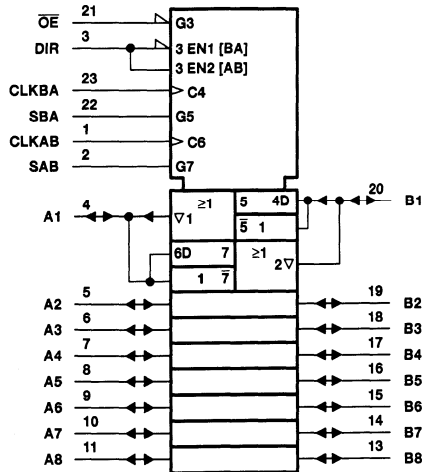 O̅E̅ 21 G3
DIR 3 3 EN1 [BA]
3 EN2 [AB]
CLKBA 23 C4
SBA 22 G5
CLKAB 1 C6
SAB 2 G7
A1 4 ≥1 5 4D 20 B1
▽1 5̅ 1
6D 7 ≥1
1 7̅ 2▽
A2 5 19 B2
A3 6 18 B3
A4 7 17 B4
A5 8 16 B5
A6 9 15 B6
A7 10 14 B7
A8 11 13 B8